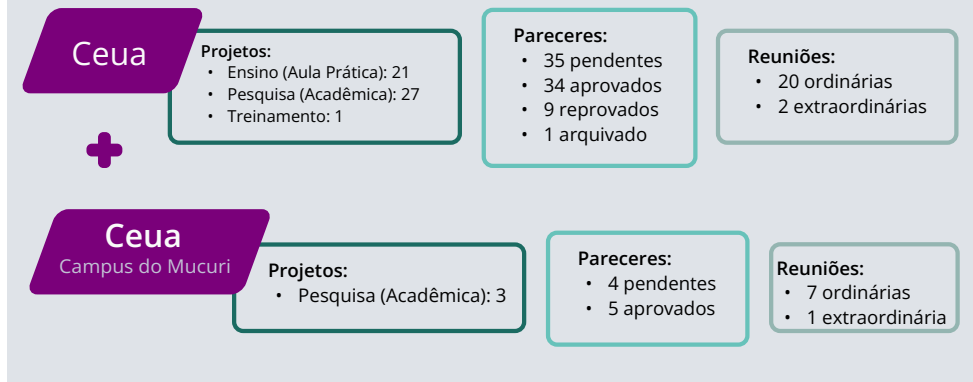 Ceua
Projetos:
• Ensino (Aula Prática): 21
• Pesquisa (Acadêmica): 27
• Treinamento: 1
Pareceres:
• 35 pendentes
• 34 aprovados
• 9 reprovados
• 1 arquivado
Reuniões:
• 20 ordinárias
• 2 extraordinárias
Ceua
Campus do Mucuri
Projetos:
• Pesquisa (Acadêmica): 3
Pareceres:
• 4 pendentes
• 5 aprovados
Reuniões:
• 7 ordinárias
• 1 extraordinária